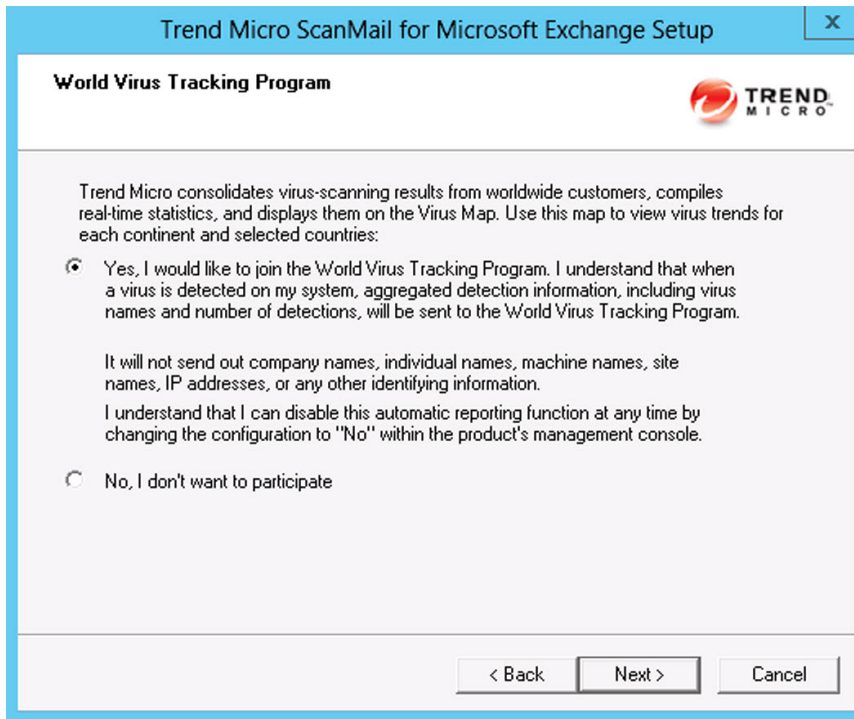 Trend Micro ScanMail for Microsoft Exchange Setup
x
World Virus Tracking Program
TREND
MICRO
Trend Micro consolidates virus-scanning results from worldwide customers, compiles
real-time statistics, and displays them on the Virus Map. Use this map to view virus trends for
each continent and selected countries:
Yes, I would like to join the World Virus Tracking Program. I understand that when
a virus is detected on my system, aggregated detection information, including virus
names and number of detections, will be sent to the World Virus Tracking Program.
It will not send out company names, individual names, machine names, site
names, IP addresses, or any other identifying information.
I understand that I can disable this automatic reporting function at any time by
changing the configuration to "No" within the product's management console.
No, I don't want to participate
< Back Next > Cancel